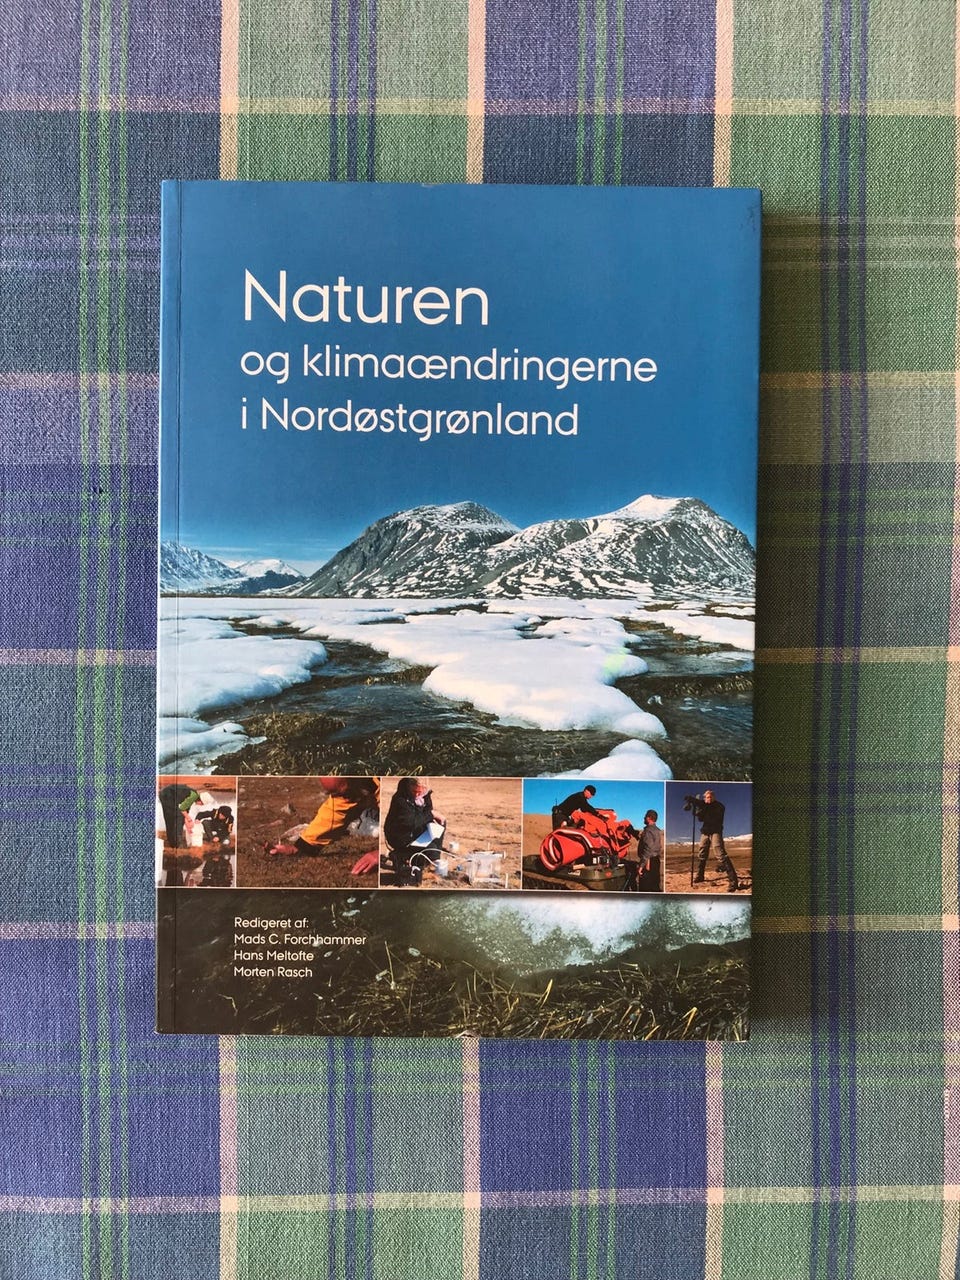 Naturen
og klimaændringerne
i Nordøstgrønland
Redigeret af:
Mads C. Forchhammer
Hans Meltofte
Morten Rasch